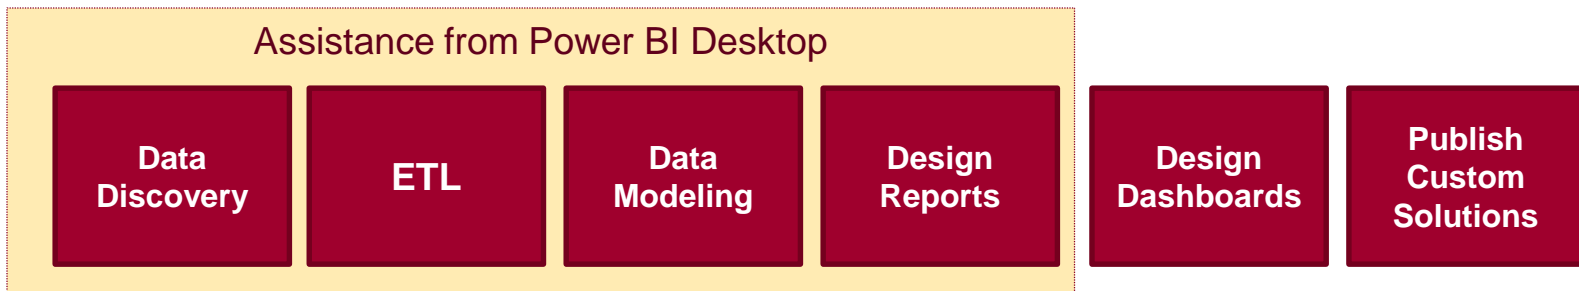 Assistance from Power BI Desktop
Data
Discovery
ETL
Data
Modeling
Design
Reports
Design
Dashboards
Publish
Custom
Solutions